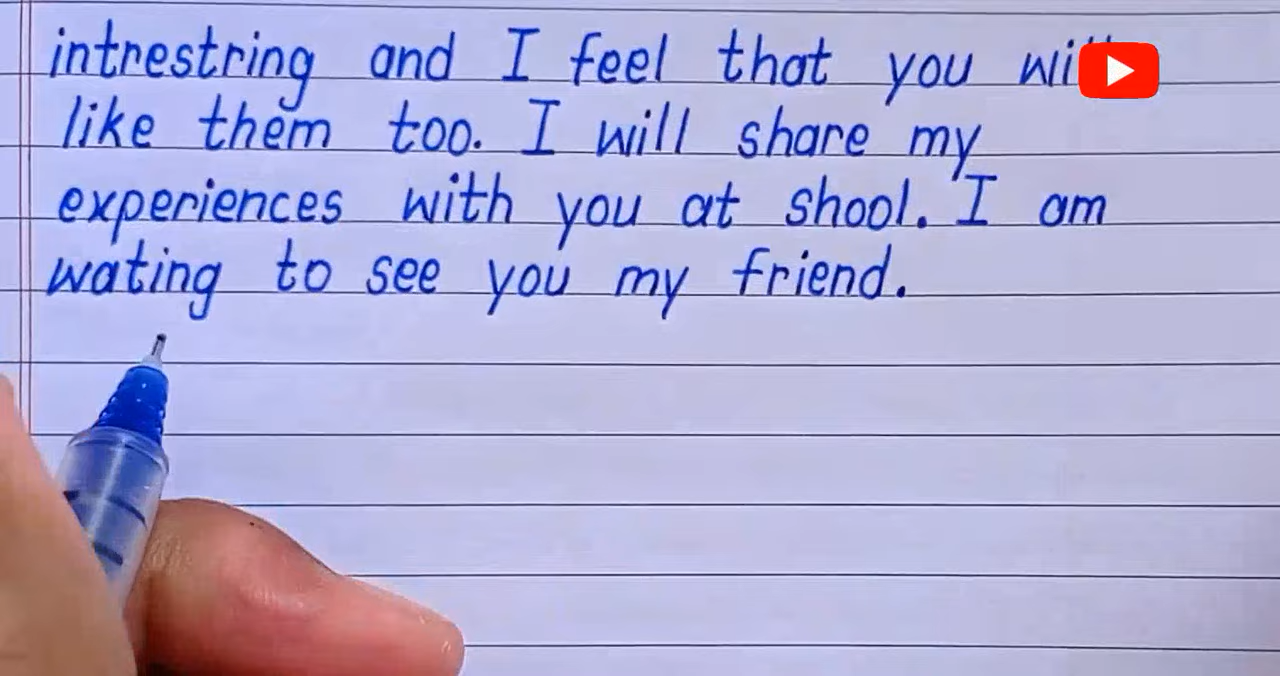 intrestring and I feel that you
like them too. I will share my
experiences with you at shool. I am
wating to see you my friend.